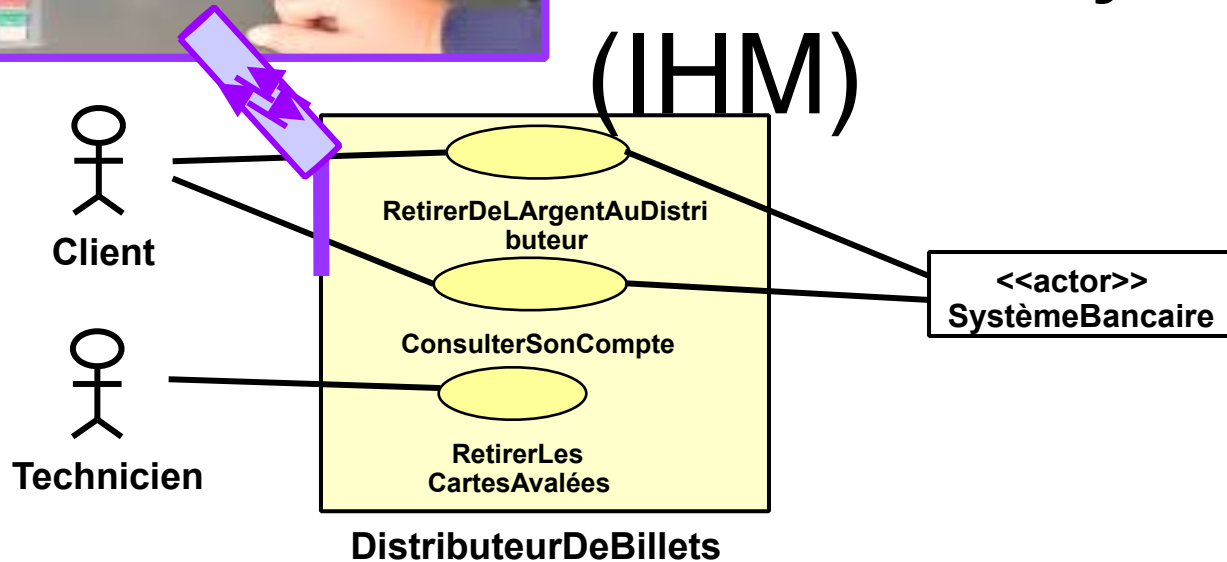 (IHM)
RetirerDeLArgentAuDistri
buteur
Client
<<actor>>
SystèmeBancaire
ConsulterSonCompte
RetirerLes
CartesAvalées
Technicien
DistributeurDeBillets